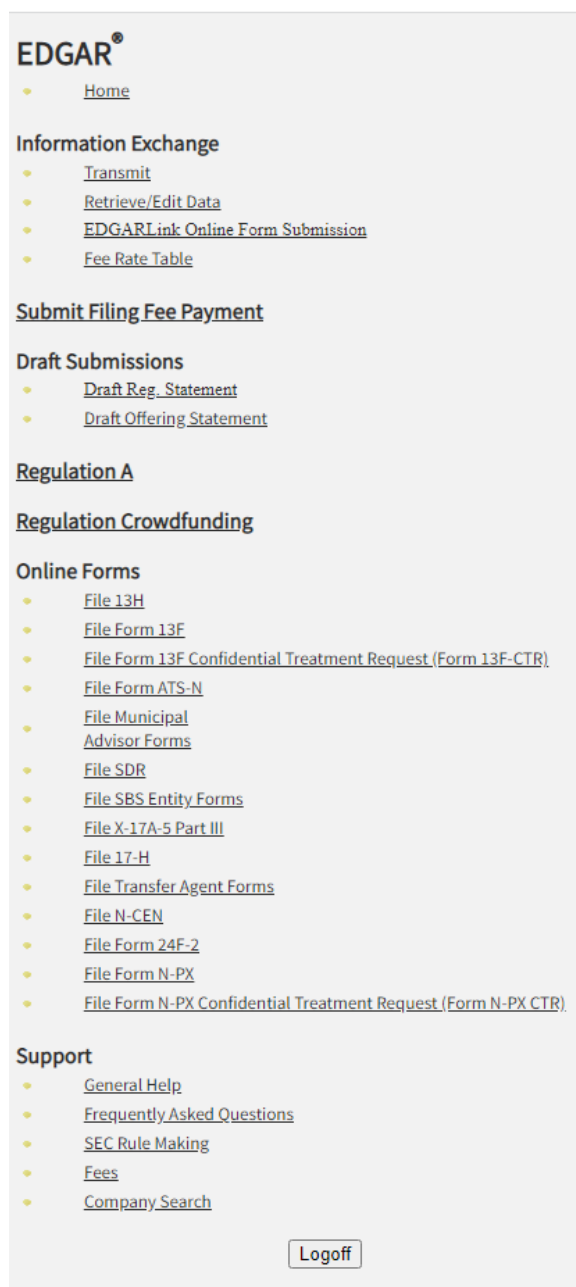 EDGAR®
Home
Information Exchange
Transmit
Retrieve/Edit Data
EDGARLink Online Form Submission
Fee Rate Table
Submit Filing Fee Payment
Draft Submissions
Draft Reg. Statement
Draft Offering Statement
Regulation A
Regulation Crowdfunding
Online Forms
File 13H
File Form 13F
File Form 13F Confidential Treatment Request (Form 13F-CTR)
File Form ATS-N
File Municipal
Advisor Forms
File SDR
File SBS Entity Forms
File X-17A-5 Part III
File 17-H
File Transfer Agent Forms
File N-CEN
File Form 24F-2
File Form N-PX
File Form N-PX Confidential Treatment Request (Form N-PX CTR)
Support
General Help
Frequently Asked Questions
SEC Rule Making
Fees
Company Search
Logoff